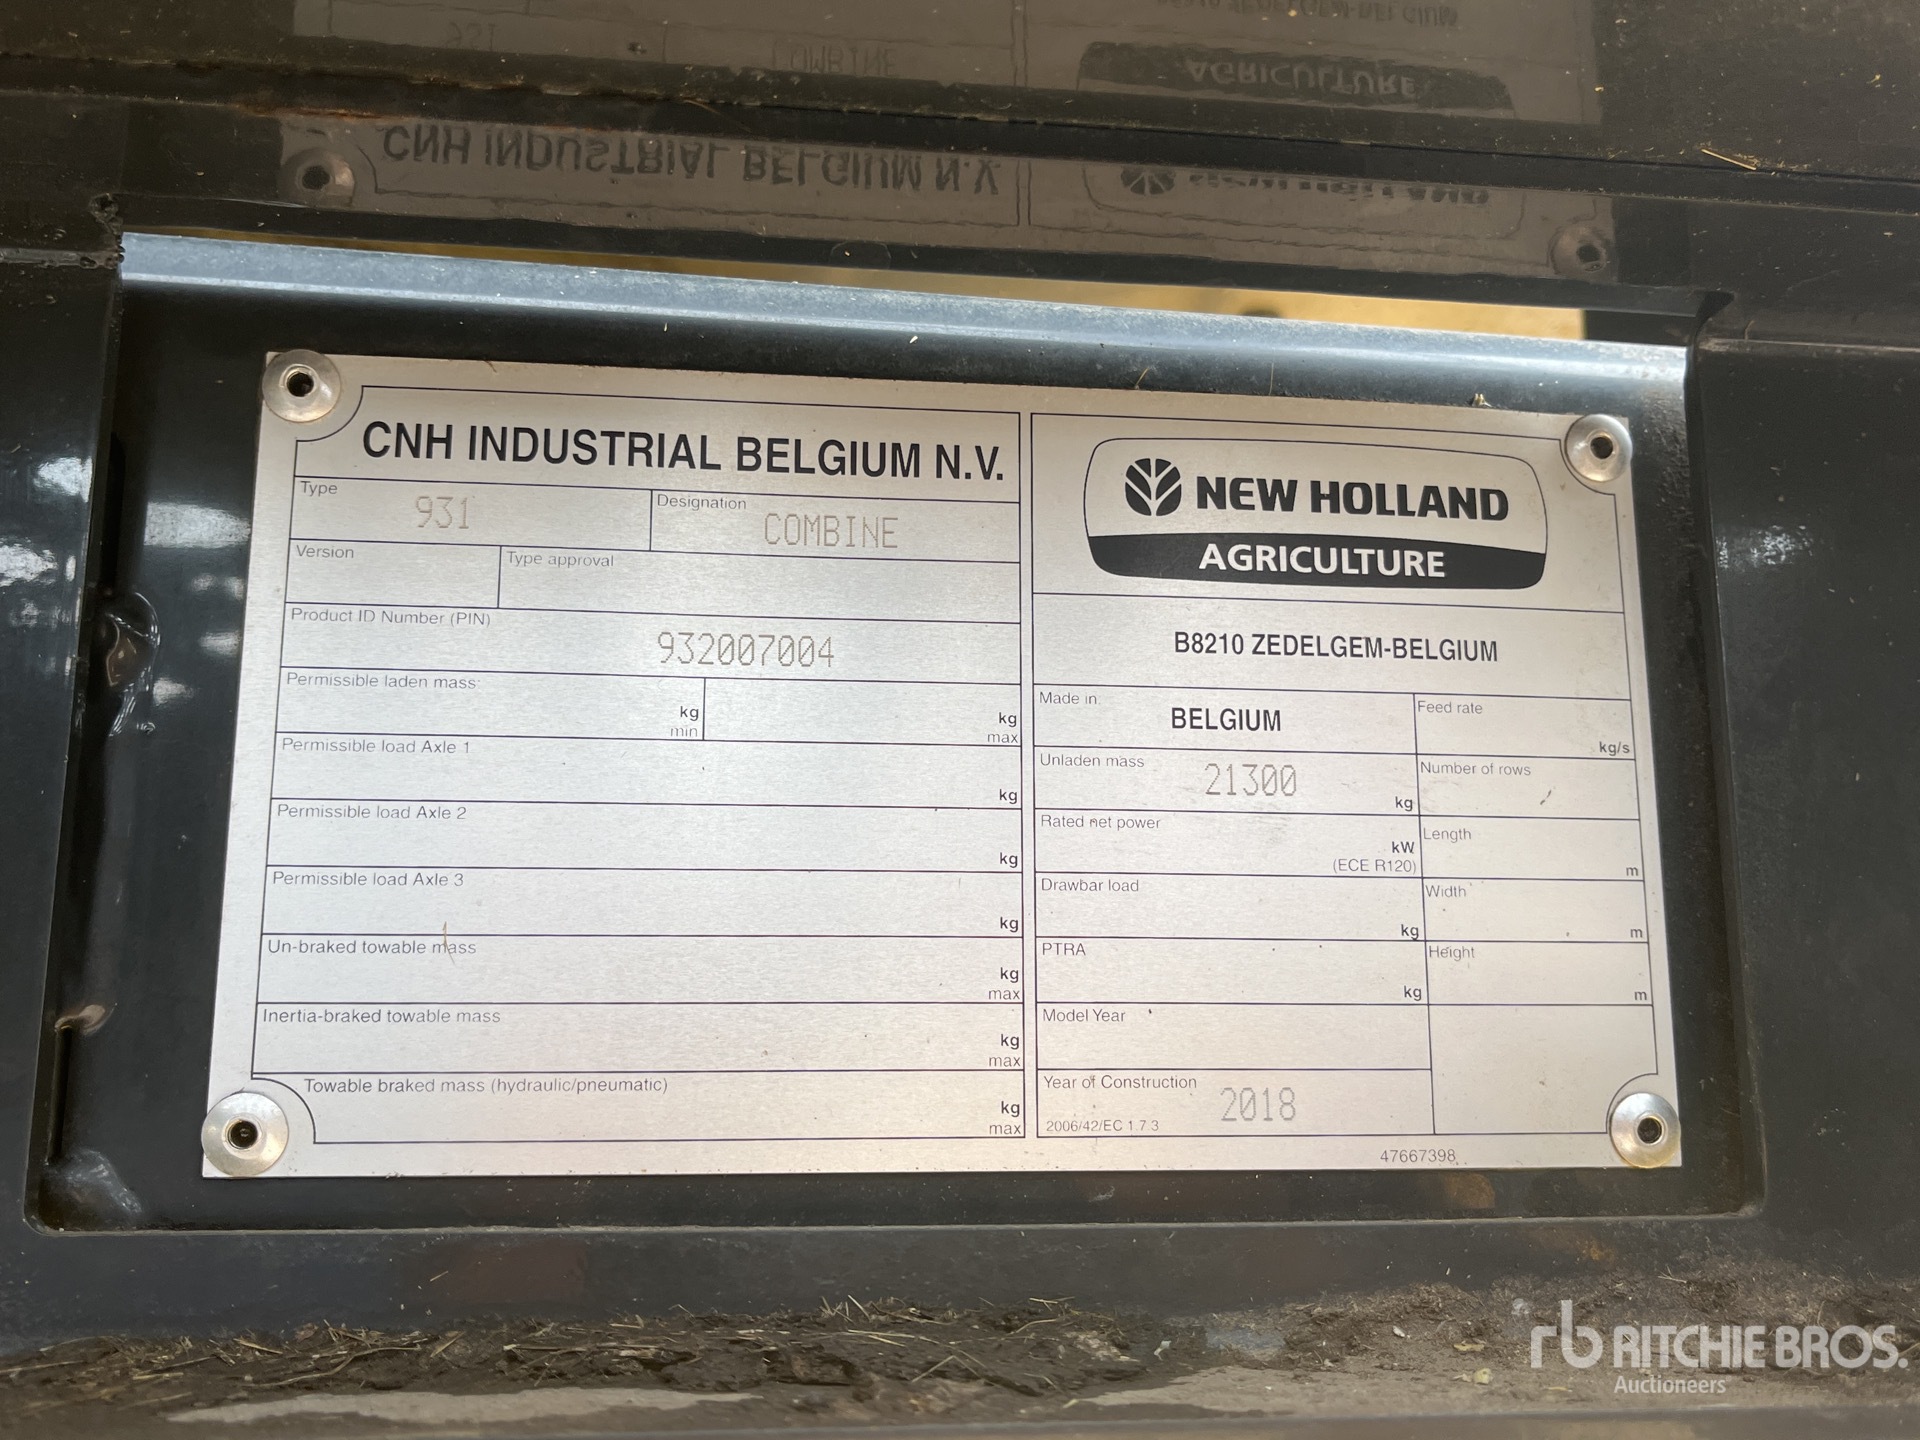 CNH INDUSTRIAL BELGIUM N.V.
Type
931
Designation
COMBINE
Version
Type approval
Product ID Number (PIN)
932007004
Permissible laden mass:
kg
min
kg
max
Permissible load Axle 1
kg
Permissible load Axle 2
kg
Permissible load Axle 3
kg
Un-braked towable mass
kg
max
Inertia-braked towable mass
kg
max
Towable braked mass (hydraulic/pneumatic)
kg
max
NEW HOLLAND
AGRICULTURE
B8210 ZEDELGEM-BELGIUM
Made in:
BELGIUM
Feed rate
kg/s
Unladen mass
21300
kg
Number of rows
Rated net power
kW
(ECE R120)
Length
m
Drawbar load
kg
Width
m
PTRA
kg
Height
m
Model Year
Year of Construction
2018
2006/42/EC 1.7.3
47667398
rb RITCHIE BROS.
Auctioneers